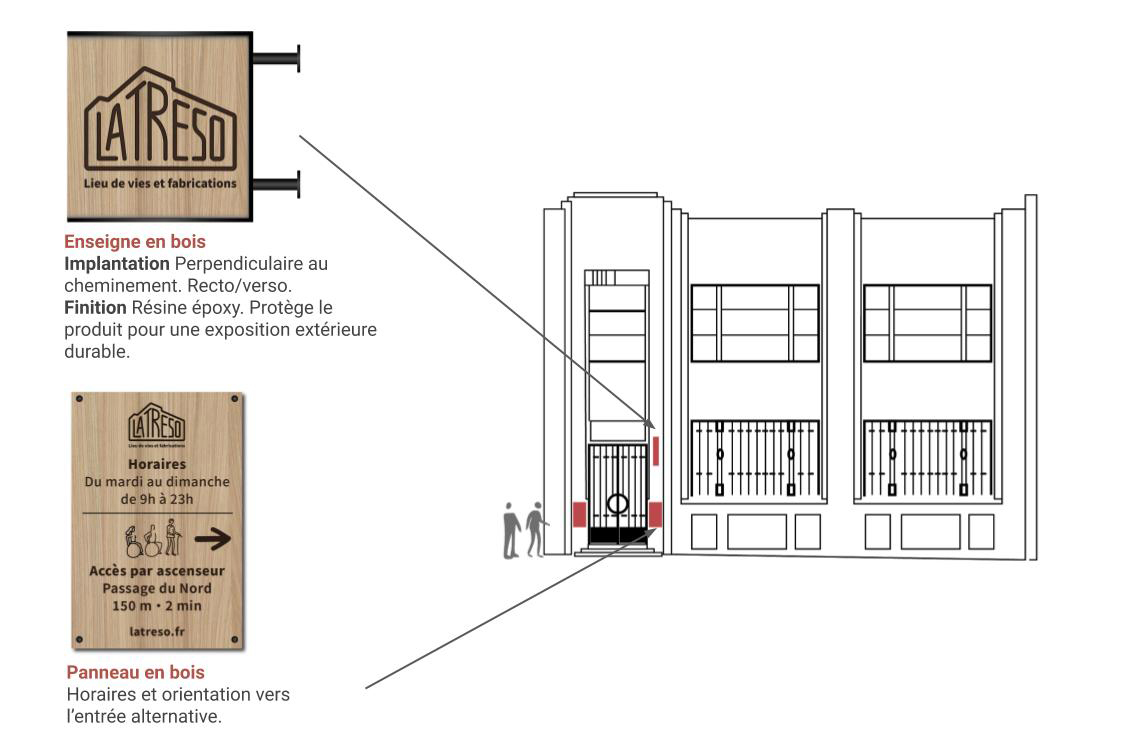 LATRESO
Lieu de vies et fabrications
Enseigne en bois
Implantation Perpendiculaire au
cheminement. Recto/verso.
Finition Résine époxy. Protège le
produit pour une exposition extérieure
durable.
LATRESO
Lieu de vies et fabrications
Horaires
Du mardi au dimanche
de 9h à 23h
Accès par ascenseur
Passage du Nord
150 m • 2 min
latreso.fr
Panneau en bois
Horaires et orientation vers
l’entrée alternative.